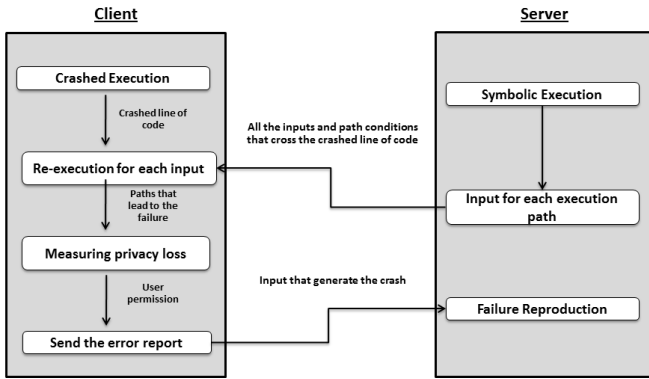 Client
Crashed Execution
Crashed line of
code
Re-execution for each input
Paths that
lead to the
failure
Measuring privacy loss
User
permission
Send the error report
All the inputs and path conditions
that cross the crashed line of code
Input that generate the crash
Server
Symbolic Execution
Input for each execution
path
Failure Reproduction